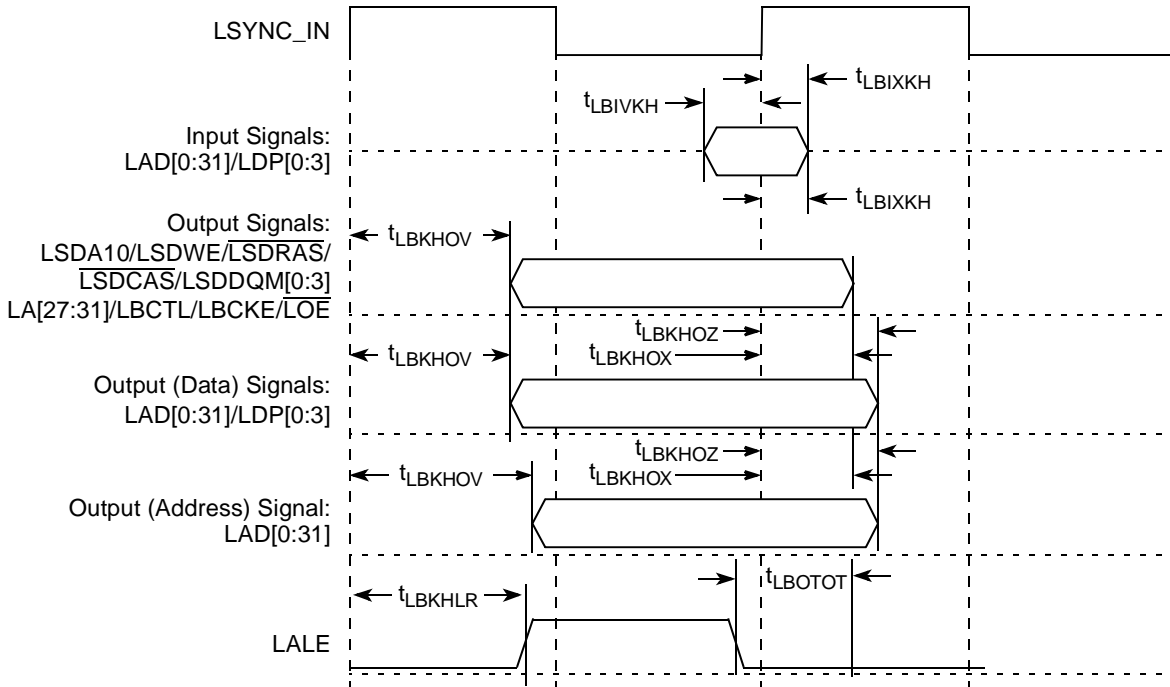 LSYNC_IN
tLBIXKH
tLBIVKH
Input Signals:
LAD[0:31]/LDP[0:3]
tLBIXKH
Output Signals:
LSDA10/LSDWE/LSDRAS/
LSDCAS/LSDDQM[0:3]
LA[27:31]/LBCTL/LBCKE/LOE
tLBKHOV
tLBKHOZ
tLBKHOX
tLBKHOV
Output (Data) Signals:
LAD[0:31]/LDP[0:3]
tLBKHOZ
tLBKHOX
tLBKHOV
Output (Address) Signal:
LAD[0:31]
tLBOTOT
tLBKHLR
LALE